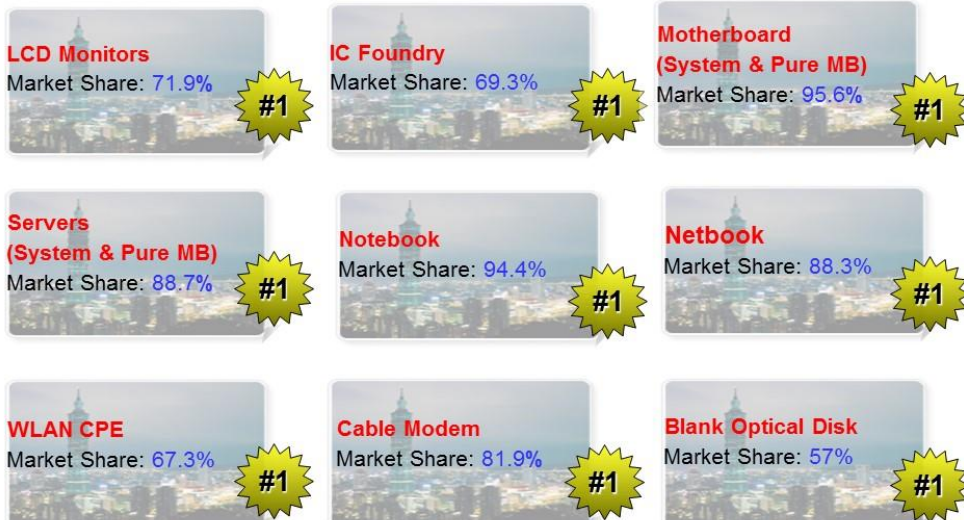 LCD Monitors
Market Share: 71.9%
#1
IC Foundry
Market Share: 69.3%
#1
Motherboard
(System & Pure MB)
Market Share: 95.6%
#1
Servers
(System & Pure MB)
Market Share: 88.7%
#1
Notebook
Market Share: 94.4%
#1
Netbook
Market Share: 88.3%
#1
WLAN CPE
Market Share: 67.3%
#1
Cable Modem
Market Share: 81.9%
#1
Blank Optical Disk
Market Share: 57%
#1